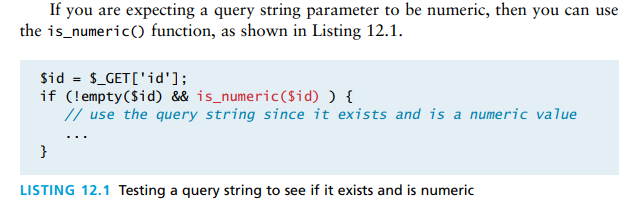 If you are expecting a query string parameter to be numeric, then you can use
the is_numeric() function, as shown in Listing 12.1.
$id = $_GET['id'];
if (!empty($id) && is_numeric($id) ) {
// use the query string since it exists and is a numeric value
...
}
LISTING 12.1 Testing a query string to see if it exists and is numeric